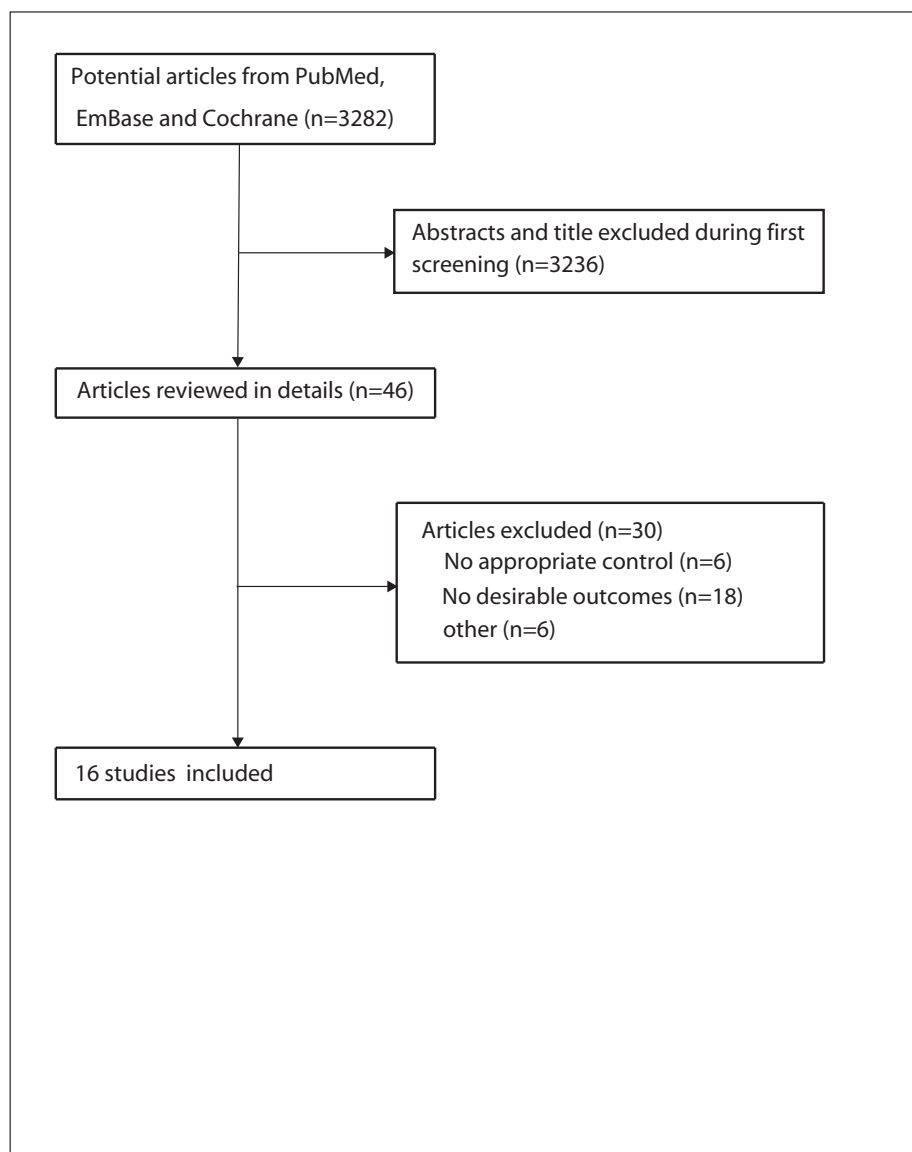 Potential articles from PubMed,
EmBase and Cochrane (n=3282)
Abstracts and title excluded during first
screening (n=3236)
Articles reviewed in details (n=46)
Articles excluded (n=30)
No appropriate control (n=6)
No desirable outcomes (n=18)
other (n=6)
16 studies included